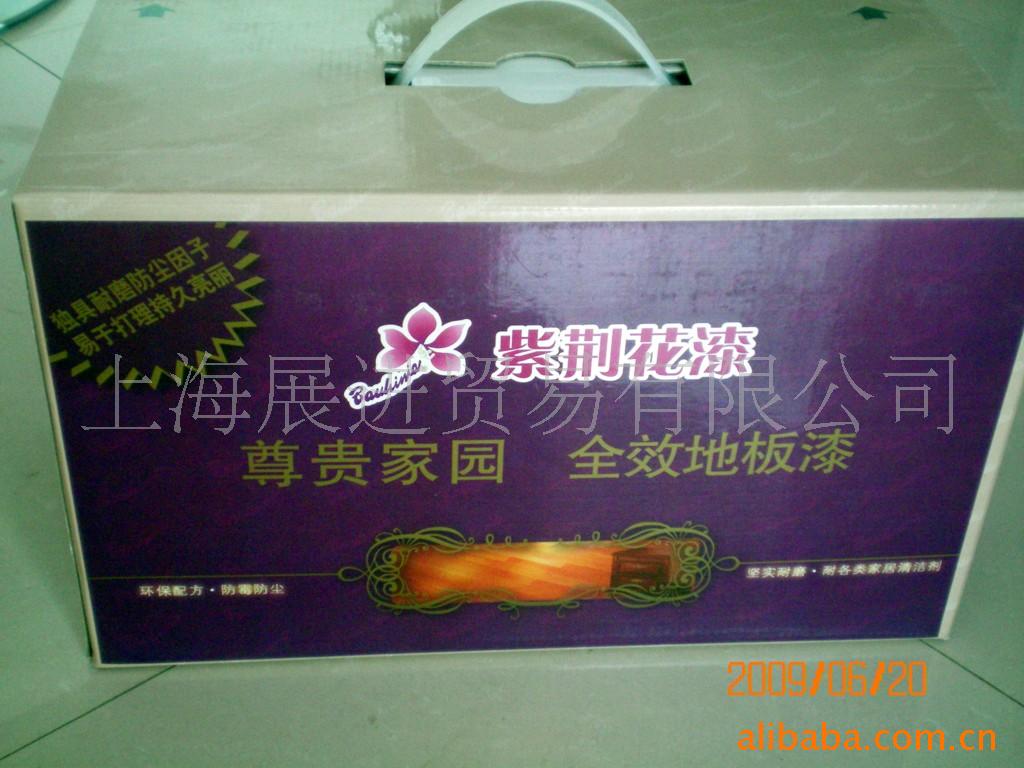 独具耐磨防尘因子
易于打理持久亮丽
Bauhinia
紫荆花漆
上海展进贸易有限公司
尊贵家园 全效地板漆
环保配方·防霉防尘
坚实耐磨·耐各类家居清洁剂
2009/06/20
alibaba.com.cn